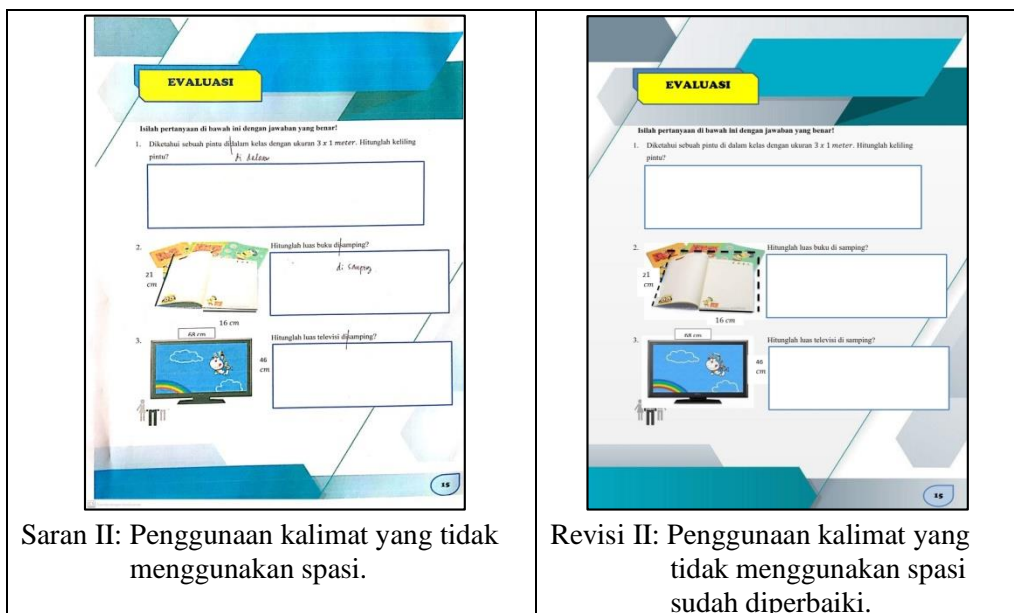 EVALUASI
Isilah pertanyaan di bawah ini dengan jawaban yang benar!
1. Diketahui sebuah pintu didalam kelas dengan ukuran 3 x 1 meter. Hitunglah keliling
pintu?
di dalam
2.
Hitunglah luas buku disamping?
di samping
21
cm
16 cm
3.
68 cm
Hitunglah luas televisi disamping?
46
cm
15
Saran II: Penggunaan kalimat yang tidak
menggunakan spasi.
EVALUASI
Isilah pertanyaan di bawah ini dengan jawaban yang benar!
1. Diketahui sebuah pintu di dalam kelas dengan ukuran 3 x 1 meter. Hitunglah keliling
pintu?
2.
Hitunglah luas buku di samping?
21
cm
16 cm
3.
68 cm
Hitunglah luas televisi di samping?
46
cm
15
Revisi II: Penggunaan kalimat yang
tidak menggunakan spasi
sudah diperbaiki.